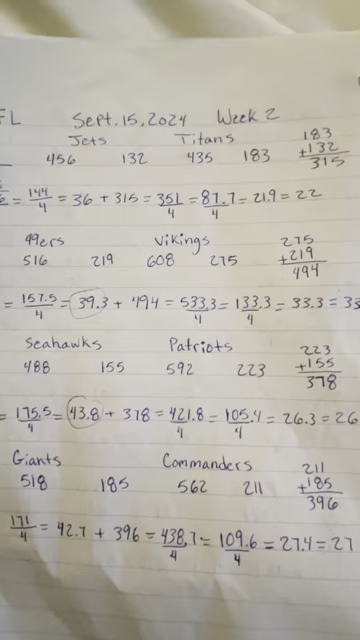 FL Sept. 15, 2024 Week 2
Jets Titans 183
456 132 435 183 +132
315
144/4 = 36 + 315 = 351/4 = 87.7/4 = 21.9 = 22
49ers Vikings 275
516 219 608 275 +219
494
= 157.5/4 = 39.3 + 494 = 533.3/4 = 133.3/4 = 33.3 = 33
Seahawks Patriots 223
488 155 592 223 +155
378
= 175.5/4 = 43.8 + 378 = 421.8/4 = 105.4/4 = 26.3 = 26
Giants Commanders 211
518 185 562 211 +185
396
171/4 = 42.7 + 396 = 438.7/4 = 109.6/4 = 27.4 = 27